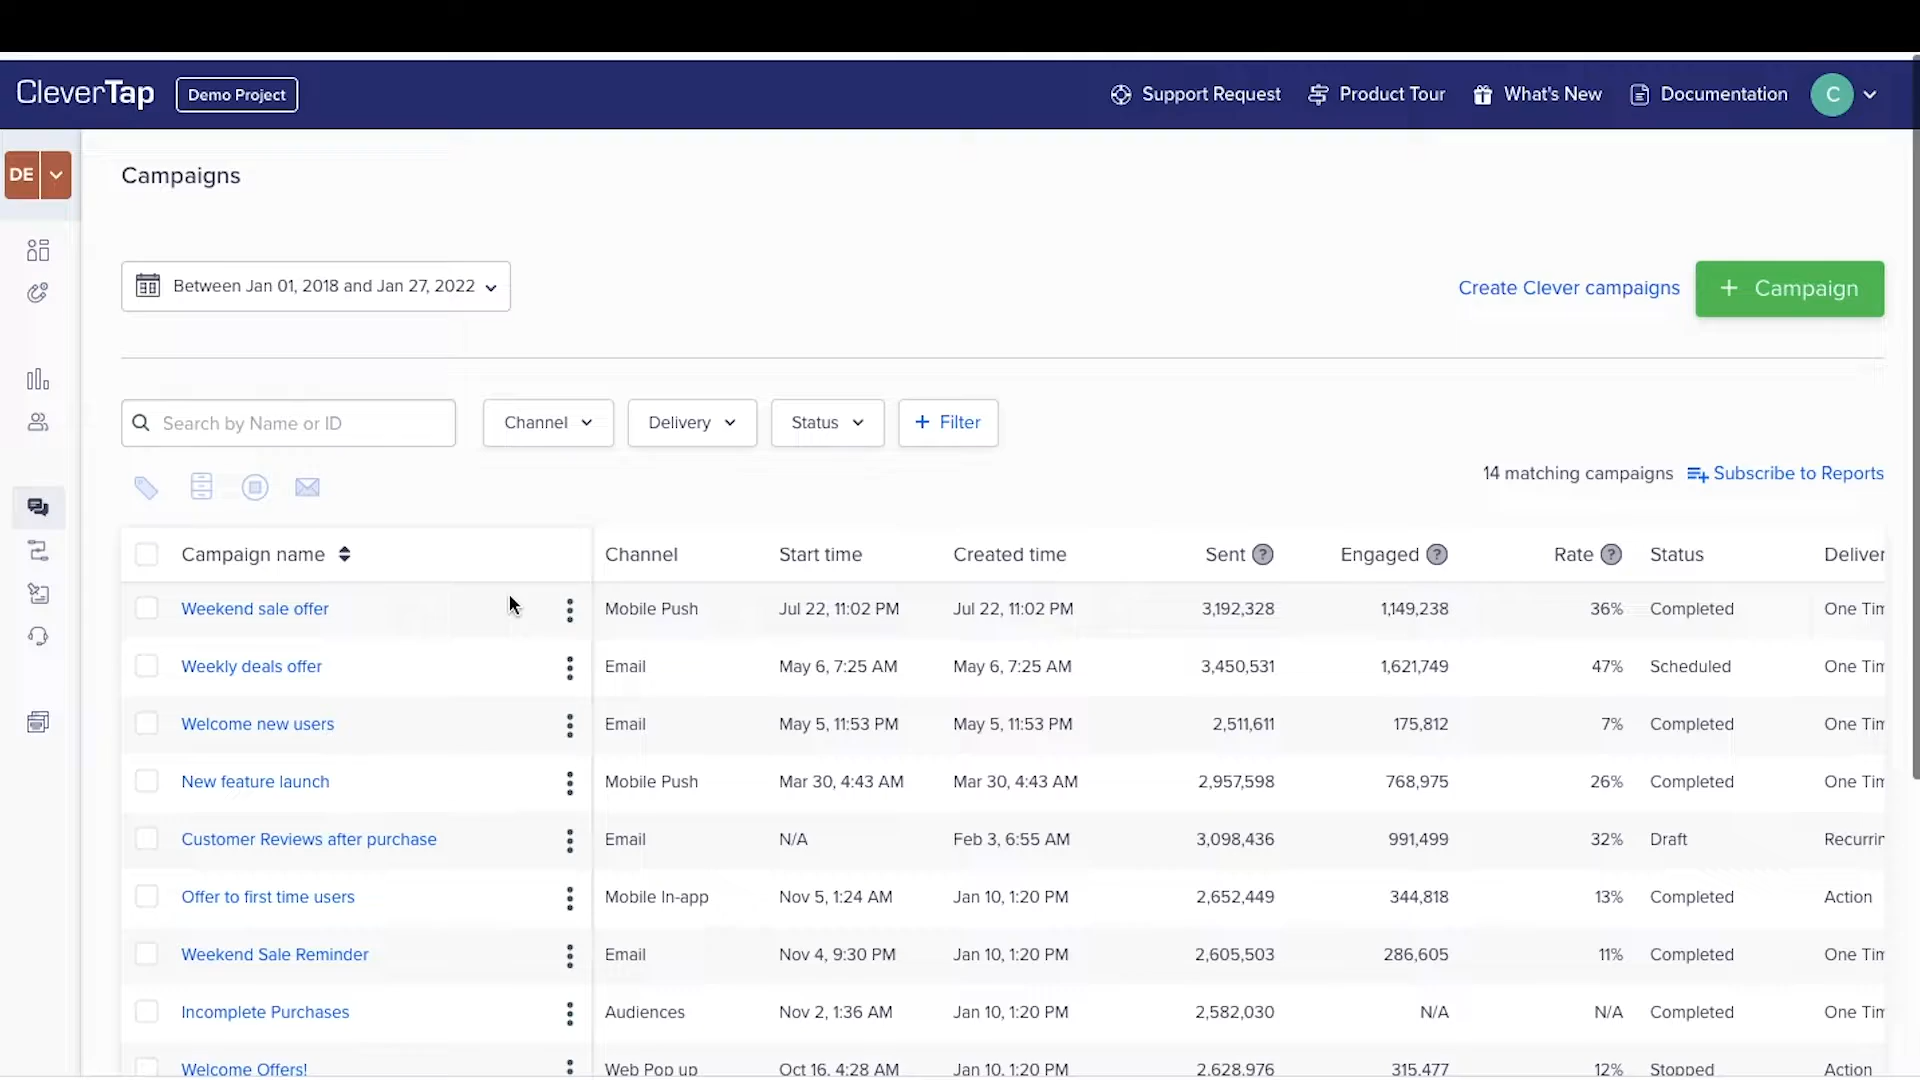 CleverTap Demo Project Support Request Product Tour What's New Documentation C
DE
Campaigns
Between Jan 01, 2018 and Jan 27, 2022
Create Clever campaigns + Campaign
Search by Name or ID Channel Delivery Status + Filter
14 matching campaigns Subscribe to Reports
Campaign name Channel Start time Created time Sent ? Engaged ? Rate ? Status Deliver
Weekend sale offer Mobile Push Jul 22, 11:02 PM Jul 22, 11:02 PM 3,192,328 1,149,238 36% Completed One Tim
Weekly deals offer Email May 6, 7:25 AM May 6, 7:25 AM 3,450,531 1,621,749 47% Scheduled One Tim
Welcome new users Email May 5, 11:53 PM May 5, 11:53 PM 2,511,611 175,812 7% Completed One Tim
New feature launch Mobile Push Mar 30, 4:43 AM Mar 30, 4:43 AM 2,957,598 768,975 26% Completed One Tim
Customer Reviews after purchase Email N/A Feb 3, 6:55 AM 3,098,436 991,499 32% Draft Recurrin
Offer to first time users Mobile In-app Nov 5, 1:24 AM Jan 10, 1:20 PM 2,652,449 344,818 13% Completed Action
Weekend Sale Reminder Email Nov 4, 9:30 PM Jan 10, 1:20 PM 2,605,503 286,605 11% Completed One Tim
Incomplete Purchases Audiences Nov 2, 1:36 AM Jan 10, 1:20 PM 2,582,030 N/A N/A Completed One Tim
Welcome Offers! Web Pop up Oct 16, 4:28 AM Jan 10, 1:20 PM 2,628,976 315,477 12% Stopped Action